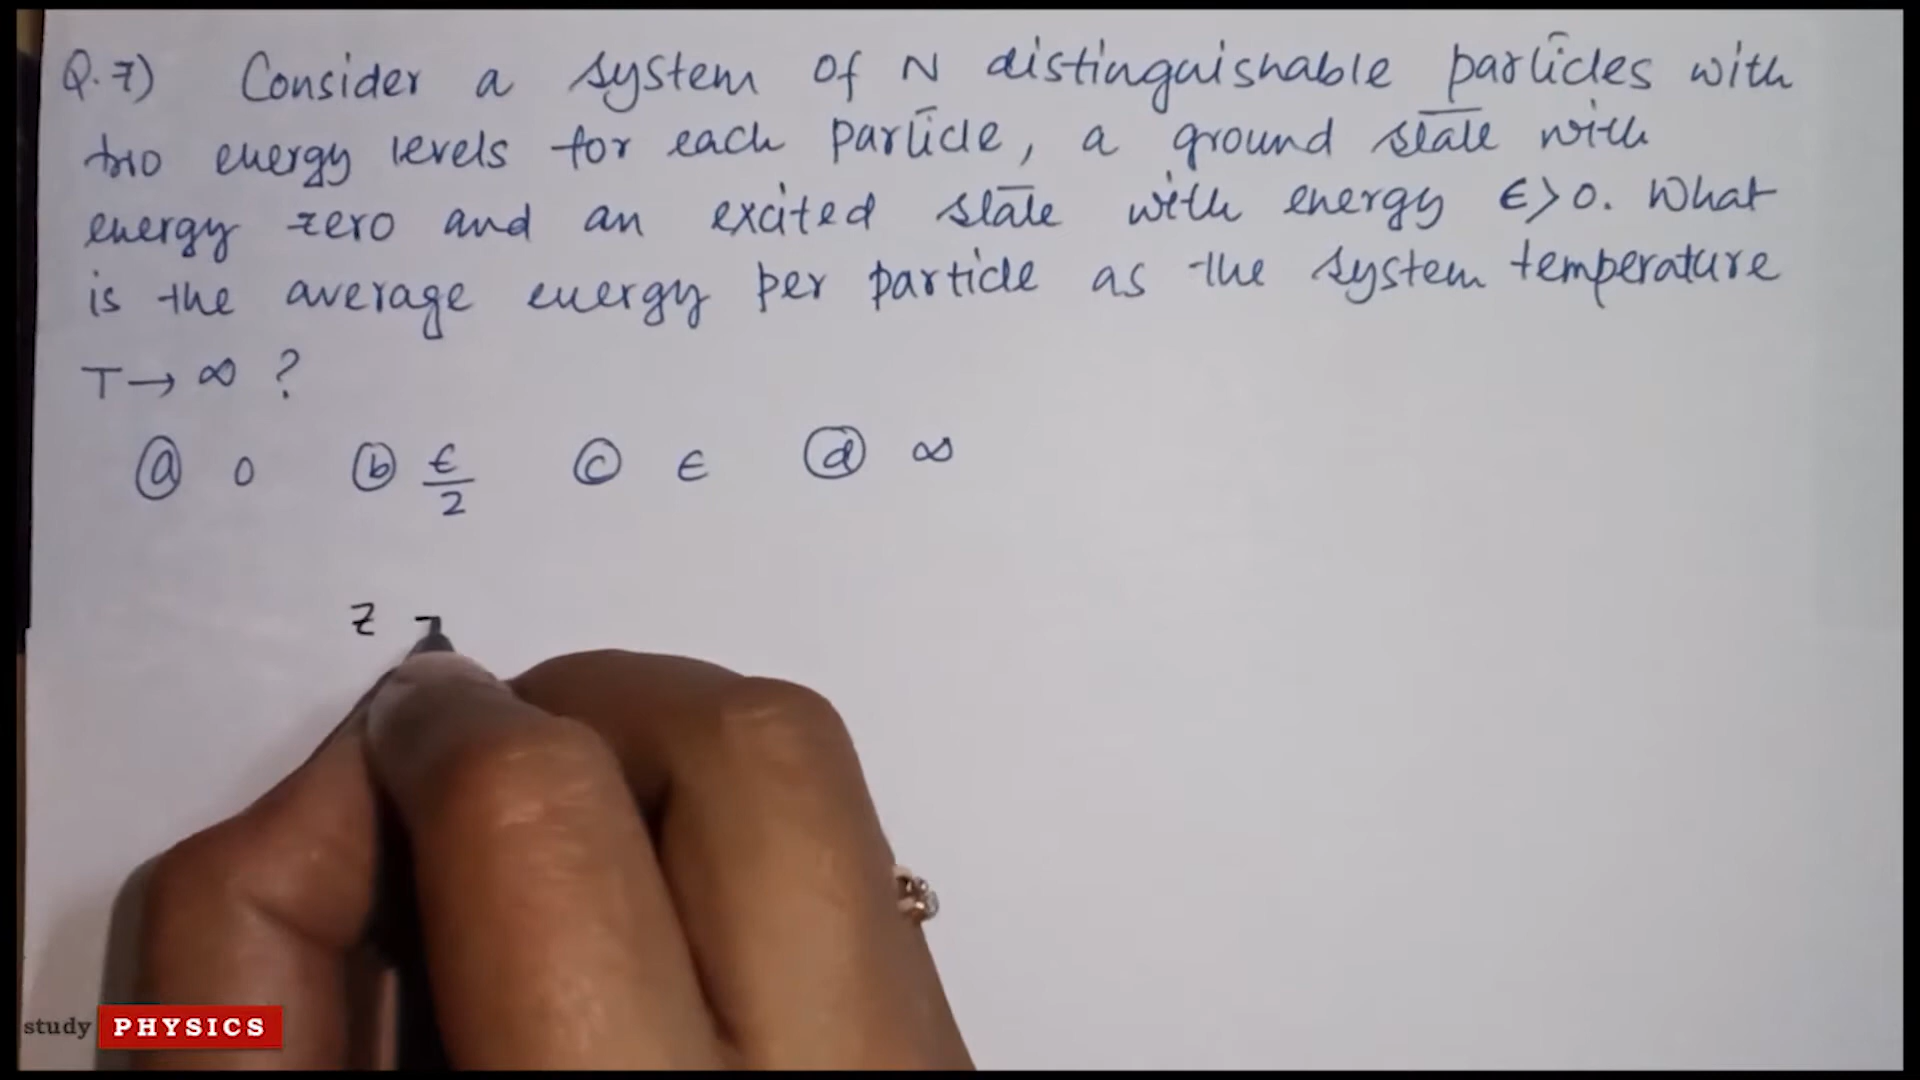 Q.7) Consider a system of N distinguishable particles with
two energy levels for each particle, a ground state with
energy zero and an excited state with energy ϵ>0. What
is the average energy per particle as the system temperature
T→ ∞ ?
ⓐ 0 ⓑ ϵ/2 ⓒ ϵ ⓓ ∞
Z
study PHYSICS